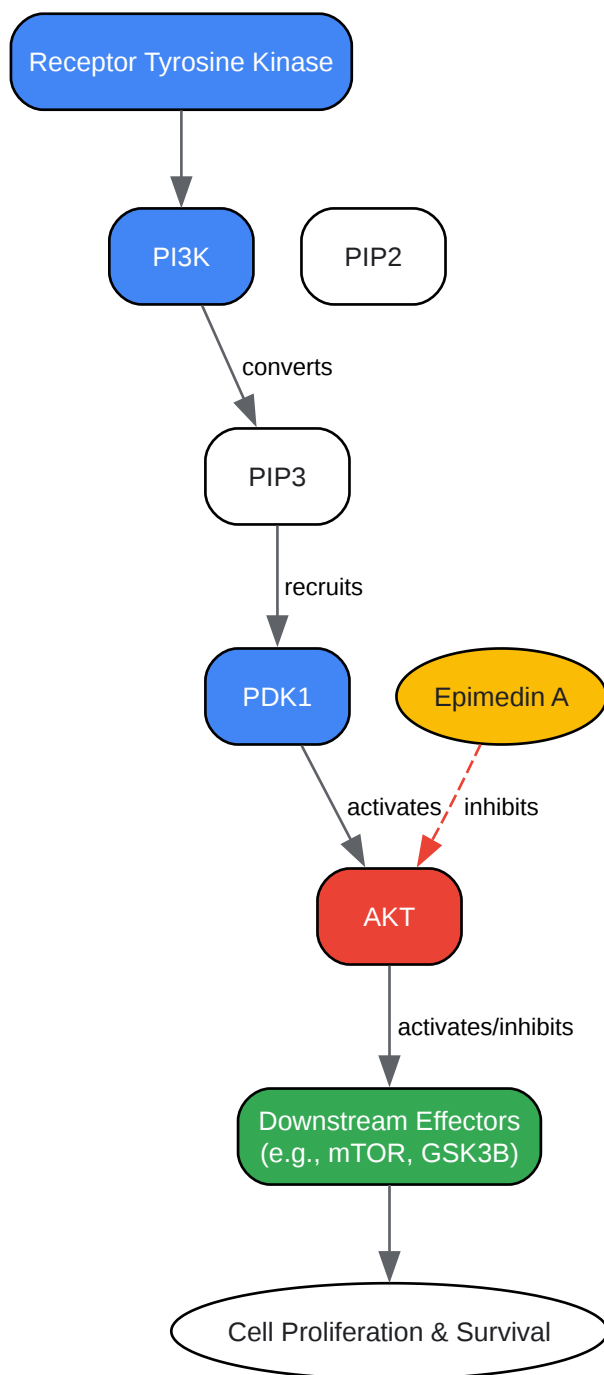 Receptor Tyrosine Kinase
PI3K
PIP2
converts
PIP3
recruits
PDK1
Epimedin A
activates
inhibits
AKT
activates/inhibits
Downstream Effectors
(e.g., mTOR, GSK3B)
Cell Proliferation & Survival